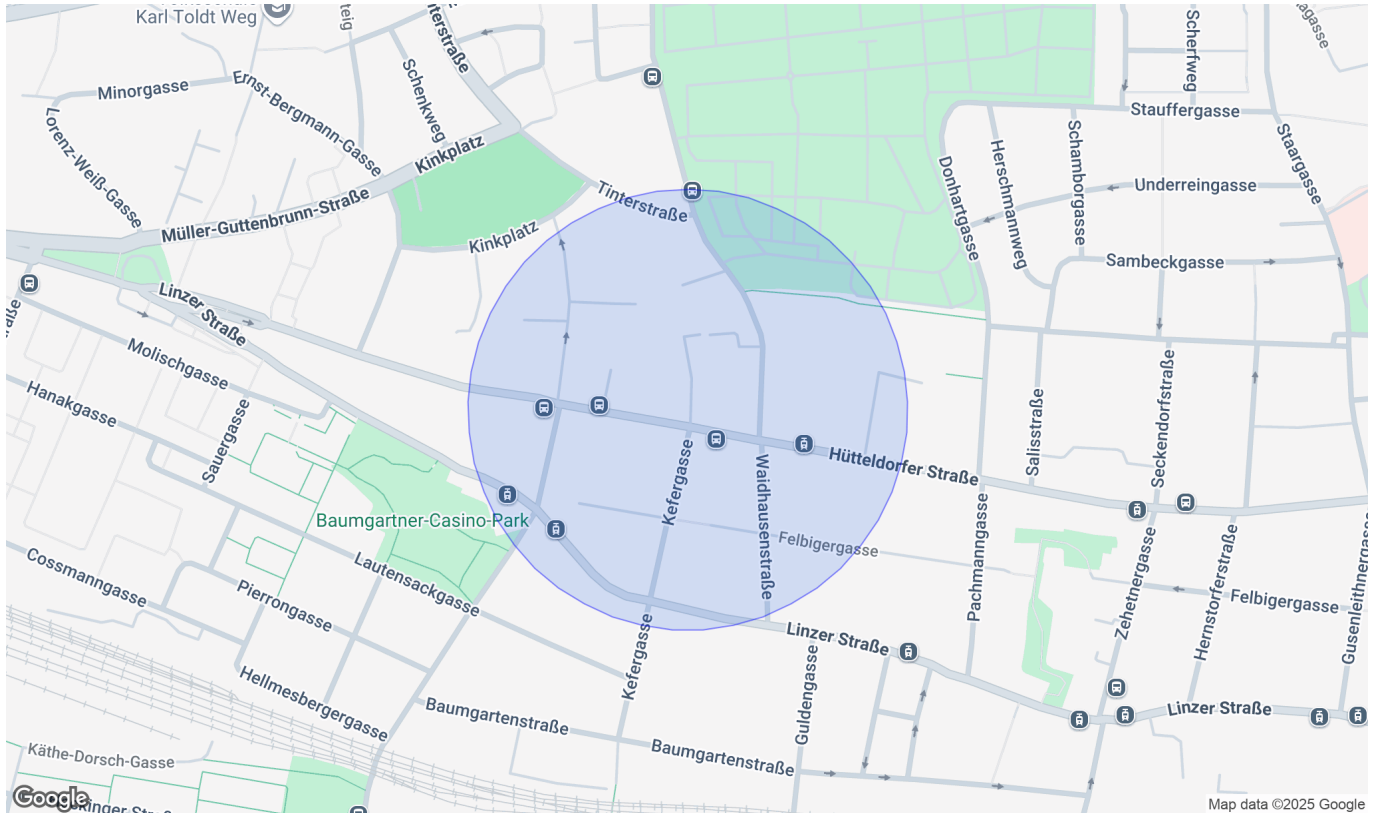 Karl Toldt Weg
Minorgasse
Ernst-Bergmann-Gasse
Schenkweg
Lorenz-Weiß-Gasse
Kinkplatz
Müller-Guttenbrunn-Straße
Kinkplatz
Tinterstraße
Scherfweg
Stauffergasse
Staargasse
Schamborgasse
Herschmannweg
Donhartgasse
Underreingasse
Sambeckgasse
Linzer Straße
Molischgasse
Hanakgasse
Sauergasse
Baumgartner-Casino-Park
Kefergasse
Waidhausenstraße
Hütteldorfer Straße
Salisstraße
Seckendorfstraße
Felbigergasse
Pachmanngasse
Zehetnergasse
Hernstorferstraße
Felbigergasse
Gusenleithnergasse
Cossmanngasse
Pierrongasse
Lautensackgasse
Hellmesbergergasse
Kefergasse
Linzer Straße
Guldengasse
Linzer Straße
Baumgartenstraße
Baumgartenstraße
Käthe-Dorsch-Gasse
Google
Map data ©2025 Google